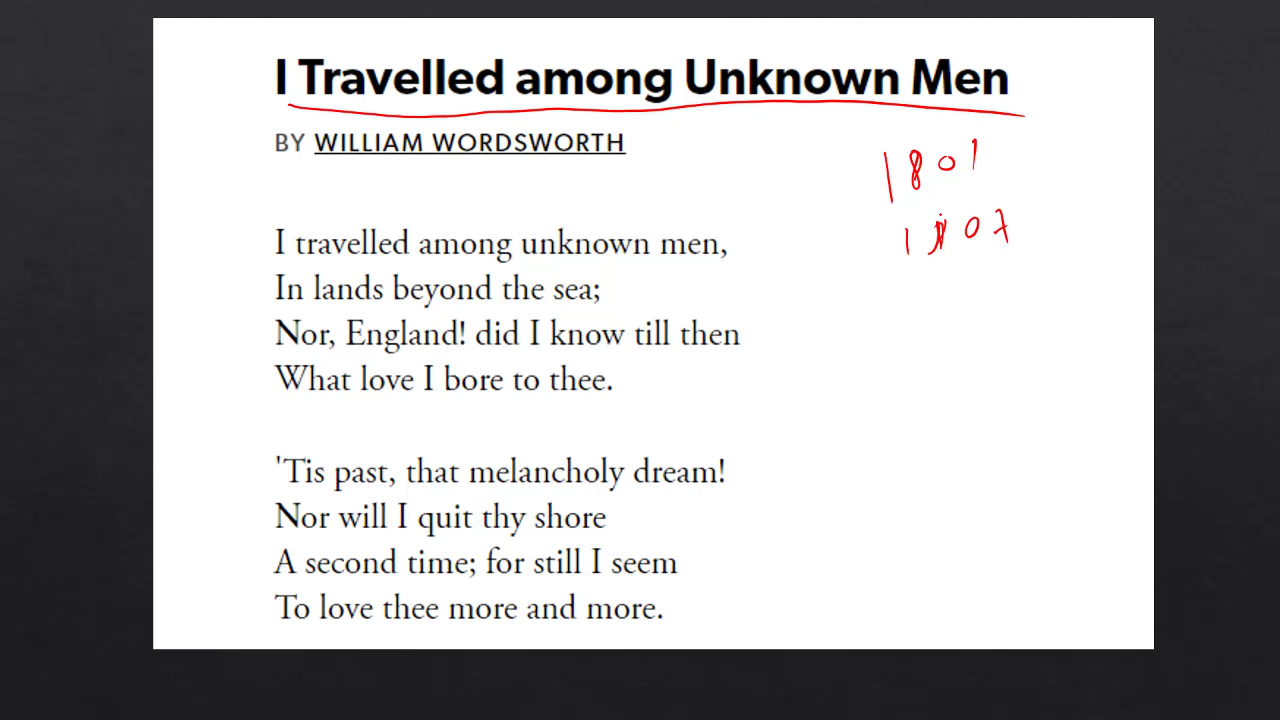 I Travelled among Unknown Men
BY WILLIAM WORDSWORTH
1801
I travelled among unknown men,
In lands beyond the sea;
Nor, England! did I know till then
What love I bore to thee.
'Tis past, that melancholy dream!
Nor will I quit thy shore
A second time; for still I seem
To love thee more and more.